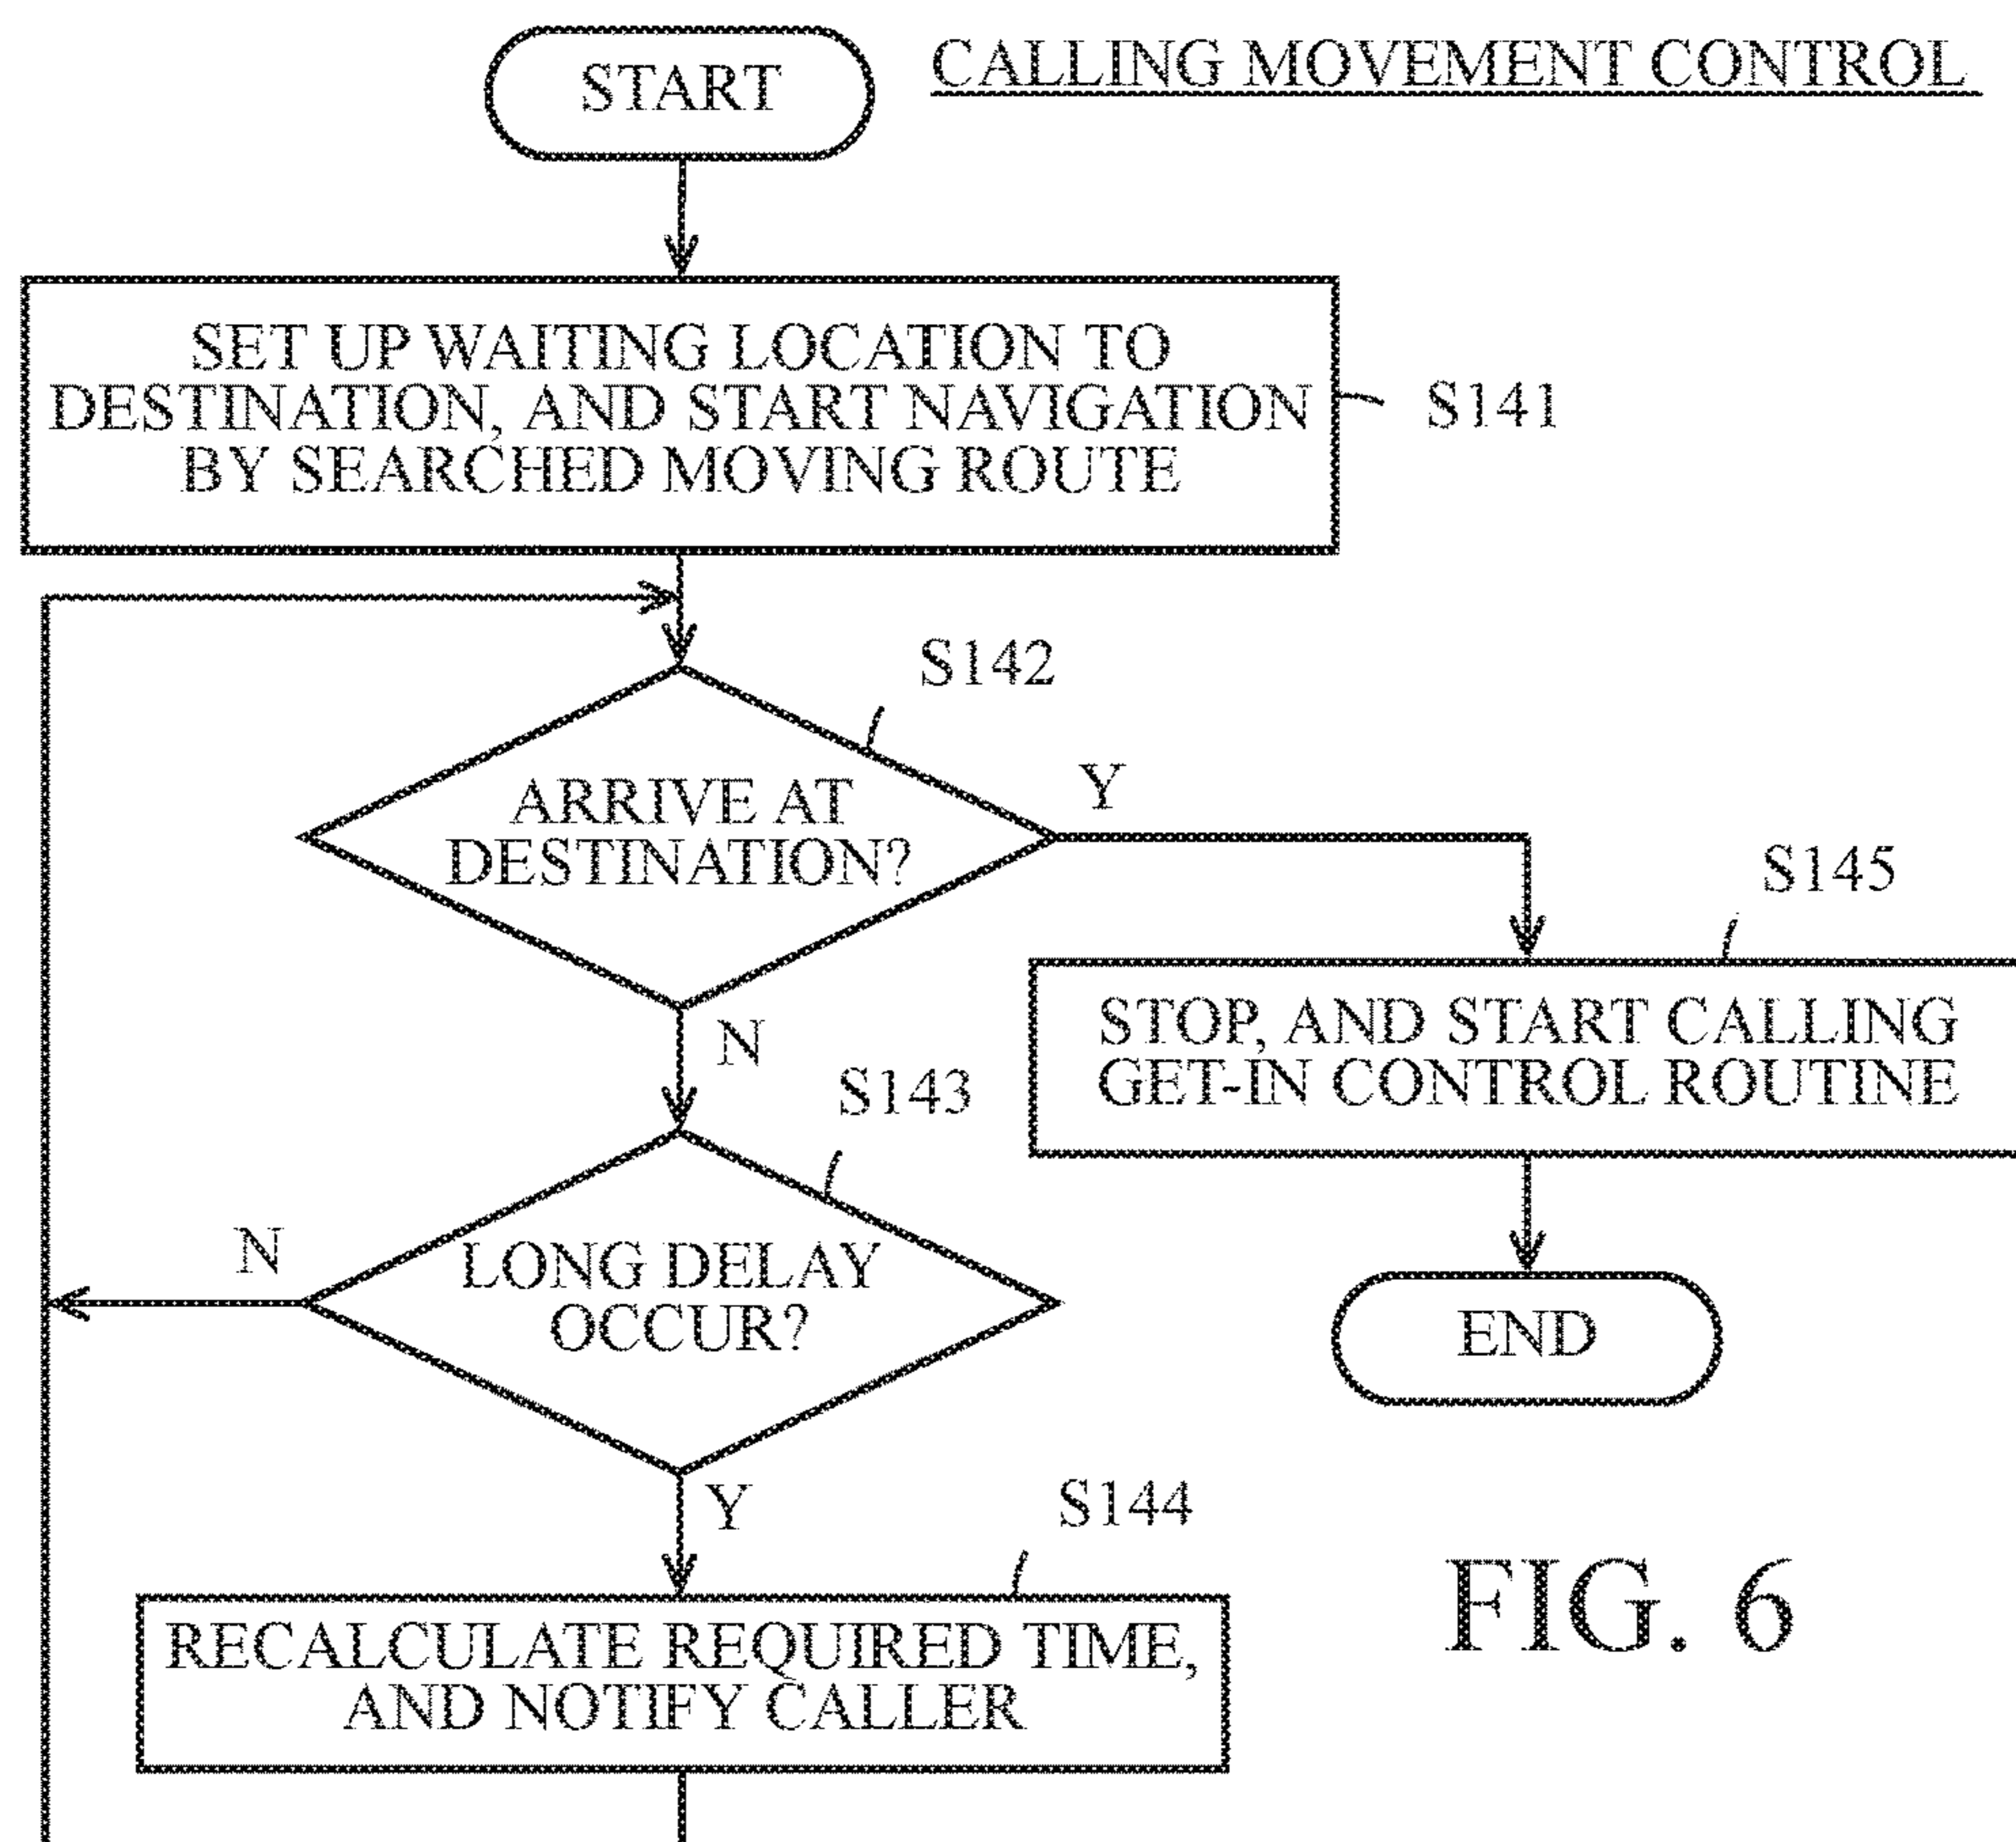 START
CALLING MOVEMENT CONTROL
SET UP WAITING LOCATION TO
DESTINATION, AND START NAVIGATION
BY SEARCHED MOVING ROUTE
S141
S142
ARRIVE AT
DESTINATION?
Y
N
S145
STOP, AND START CALLING
GET-IN CONTROL ROUTINE
END
S143
LONG DELAY
OCCUR?
N
Y
S144
RECALCULATE REQUIRED TIME,
AND NOTIFY CALLER
FIG. 6